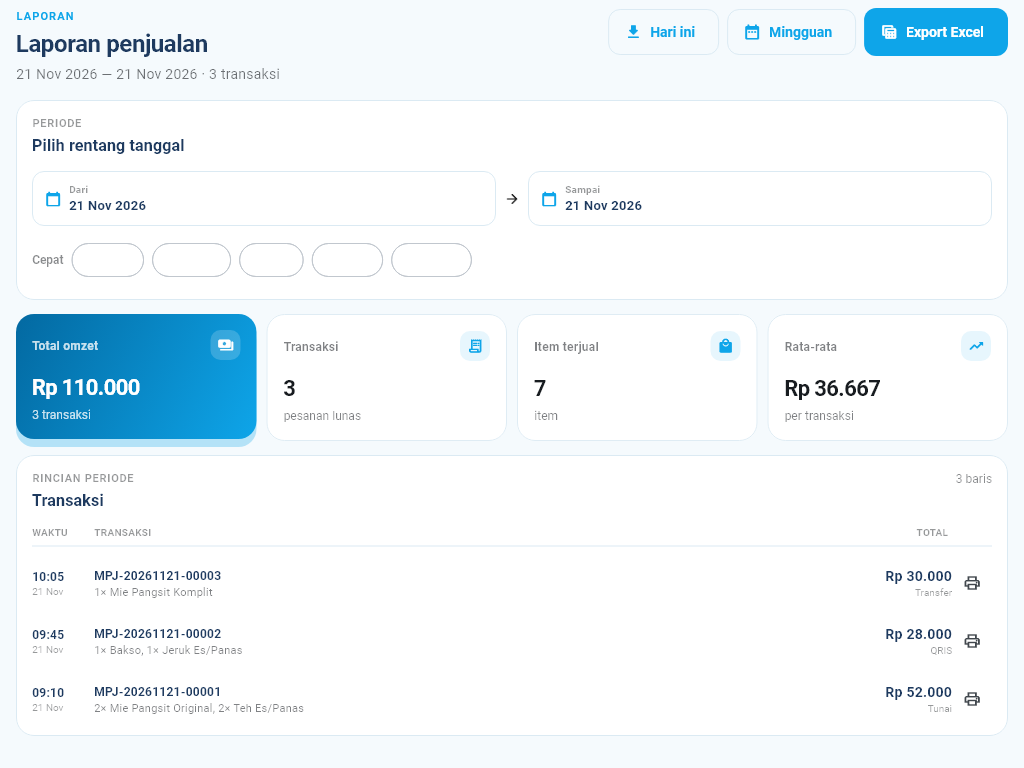 LAPORAN
Laporan penjualan
21 Nov 2026 — 21 Nov 2026 · 3 transaksi
Hari ini
Mingguan
Export Excel
PERIODE
Pilih rentang tanggal
Dari
21 Nov 2026
Sampai
21 Nov 2026
Cepat
Total omzet
Rp 110.000
3 transaksi
Transaksi
3
pesanan lunas
Item terjual
7
item
Rata-rata
Rp 36.667
per transaksi
RINCIAN PERIODE
3 baris
Transaksi
WAKTU TRANSAKSI TOTAL
10:05 MPJ-20261121-00003 Rp 30.000
21 Nov 1× Mie Pangsit Komplit Transfer
09:45 MPJ-20261121-00002 Rp 28.000
21 Nov 1× Bakso, 1× Jeruk Es/Panas QRIS
09:10 MPJ-20261121-00001 Rp 52.000
21 Nov 2× Mie Pangsit Original, 2× Teh Es/Panas Tunai